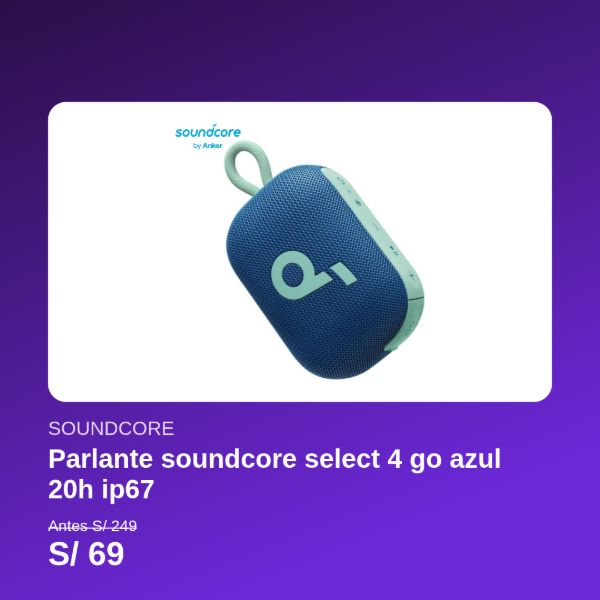 soundcore
by Anker
SOUNDCORE
Parlante soundcore select 4 go azul
20h ip67
Antes S/ 249
S/ 69